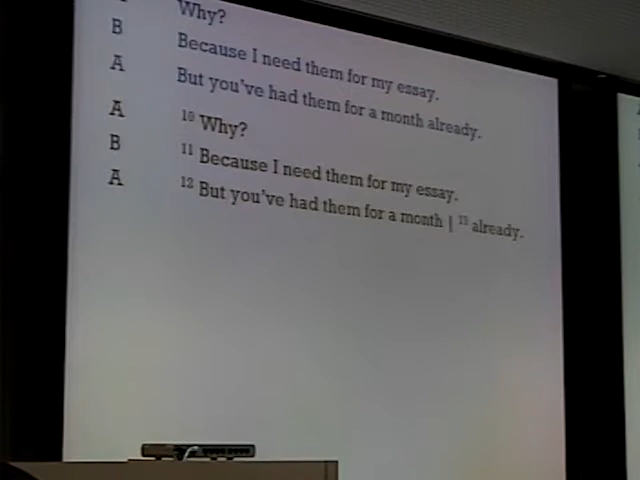 Why?
B Because I need them for my essay.
A But you've had them for a month already.
A 10 Why?
B 11 Because I need them for my essay.
A 12 But you've had them for a month | 13 already.